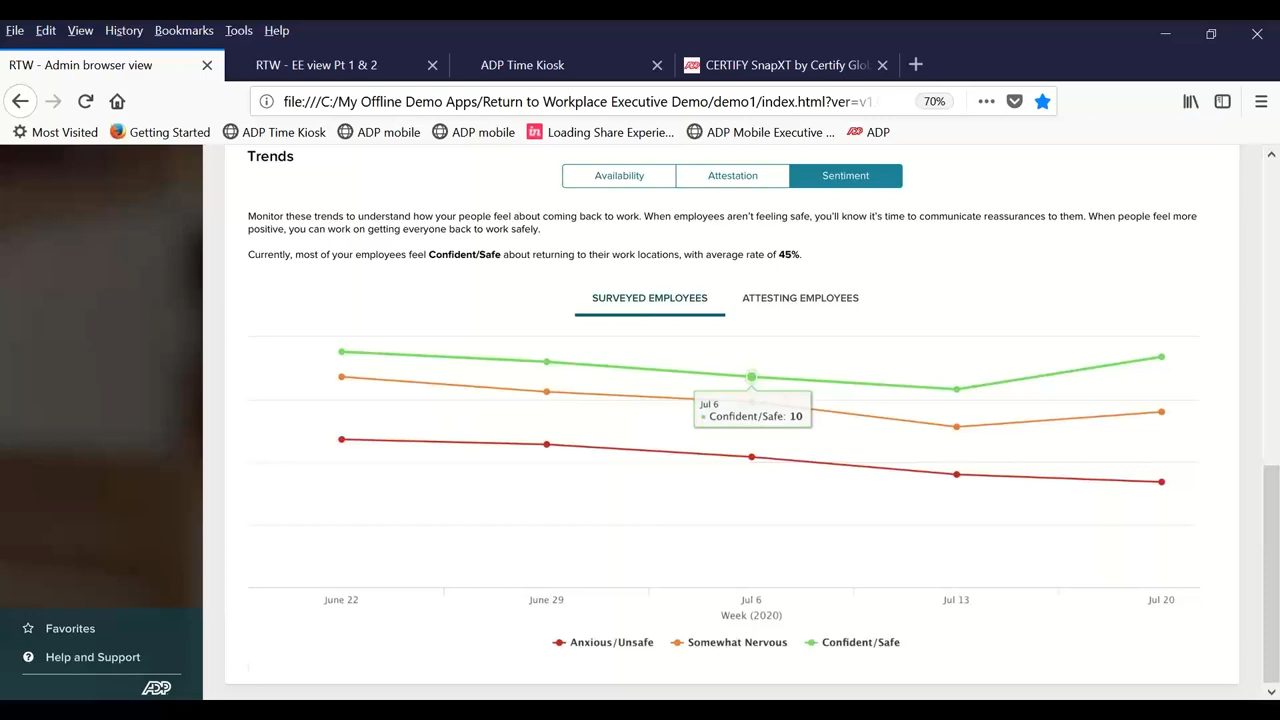 File Edit View History Bookmarks Tools Help
RTW - Admin browser view
RTW - EE view Pt 1 & 2
ADP Time Kiosk
CERTIFY SnapXT by Certify Glo
file:///C:/My Offline Demo Apps/Return to Workplace Executive Demo/demo1/index.html?ver=v1
70%
Most Visited Getting Started ADP Time Kiosk ADP mobile ADP mobile in Loading Share Experie... ADP Mobile Executive ... ADP ADP
Trends
Availability Attestation Sentiment
Monitor these trends to understand how your people feel about coming back to work. When employees aren't feeling safe, you'll know it's time to communicate reassurances to them. When people feel more
positive, you can work on getting everyone back to work safely.
Currently, most of your employees feel Confident/Safe about returning to their work locations, with average rate of 45%.
SURVEYED EMPLOYEES ATTESTING EMPLOYEES
Jul 6
Confident/Safe: 10
June 22 June 29 Jul 6 Jul 13 Jul 20
Week (2020)
Anxious/Unsafe Somewhat Nervous Confident/Safe
Favorites
Help and Support
ADP